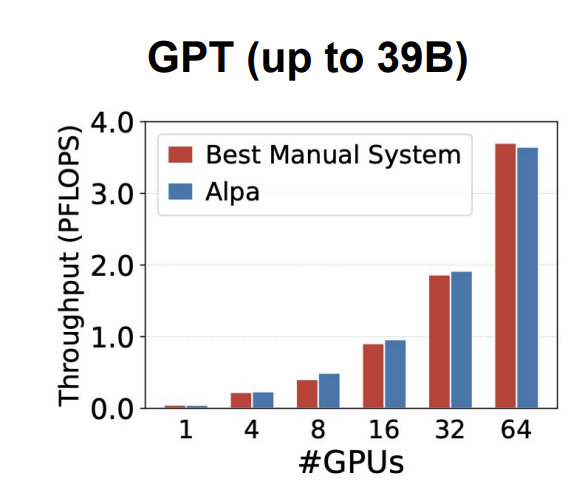 GPT (up to 39B)
Throughput (PFLOPS)
4.0
3.0
2.0
1.0
0.0
Best Manual System
Alpa
1 4 8 16 32 64
#GPUs